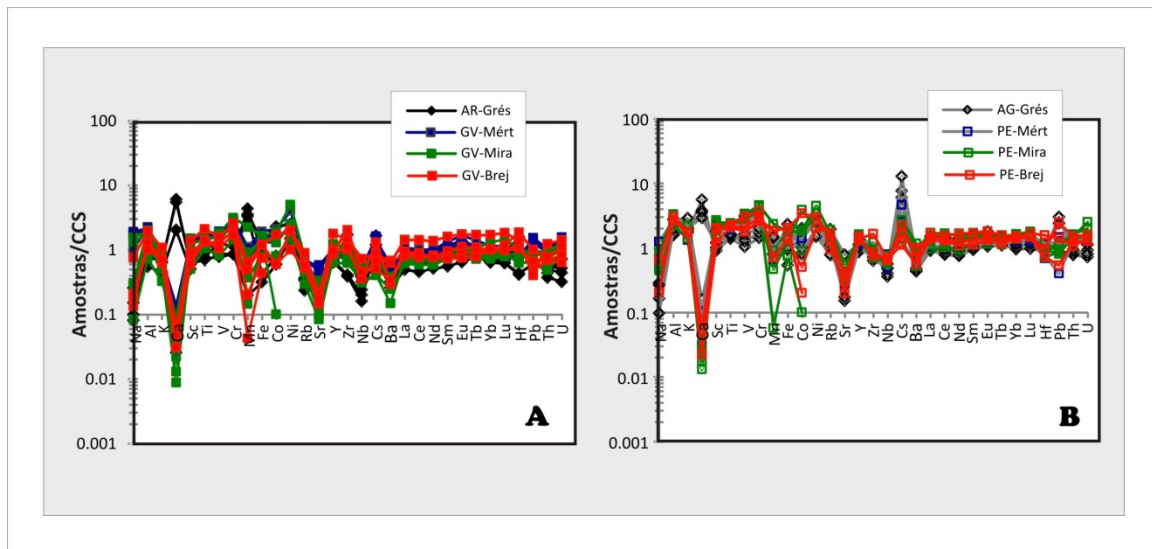 AR-Grés
GV-Mért
GV-Mira
GV-Brej
100
10
1
0.1
0.01
0.001
Amostras/CCS
Na Al K Ca Sc Ti V Cr Mn Fe Co Ni Rb Sr Y Zr Nb Cs Ba La Ce Nd Sm Eu Tb Yb Lu Hf Pb Th U
A
AG-Grés
PE-Mért
PE-Mira
PE-Brej
100
10
1
0.1
0.01
0.001
Amostras/CCS
Na Al K Ca Sc Ti V Cr Mn Fe Co Ni Rb Sr Y Zr Nb Cs Ba La Ce Nd Sm Eu Tb Yb Lu Hf Pb Th U
B